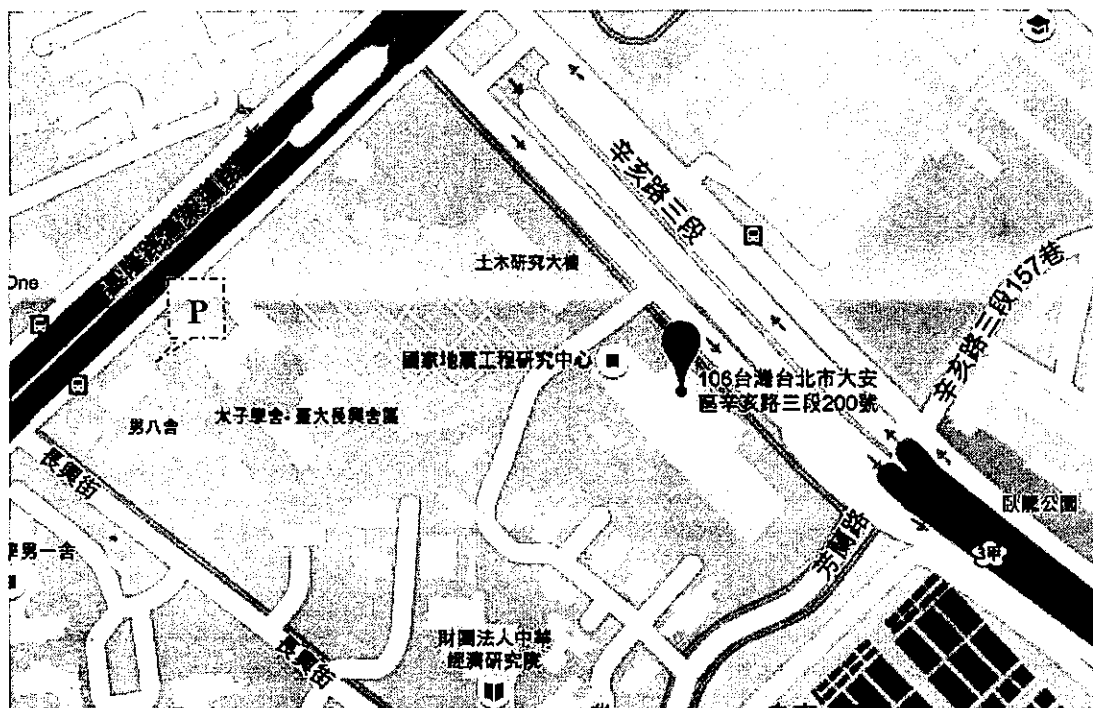 辛亥路三段
土木研究大樓
辛亥路三段157巷
One
P
國家地震工程研究中心
106台灣台北市大安
區辛亥路三段200號
男八舍
太子學舍·臺大長興舍區
長興街
臥龍公園
芳蘭路
3甲
男一舍
長興街
財團法人中華
經濟研究院